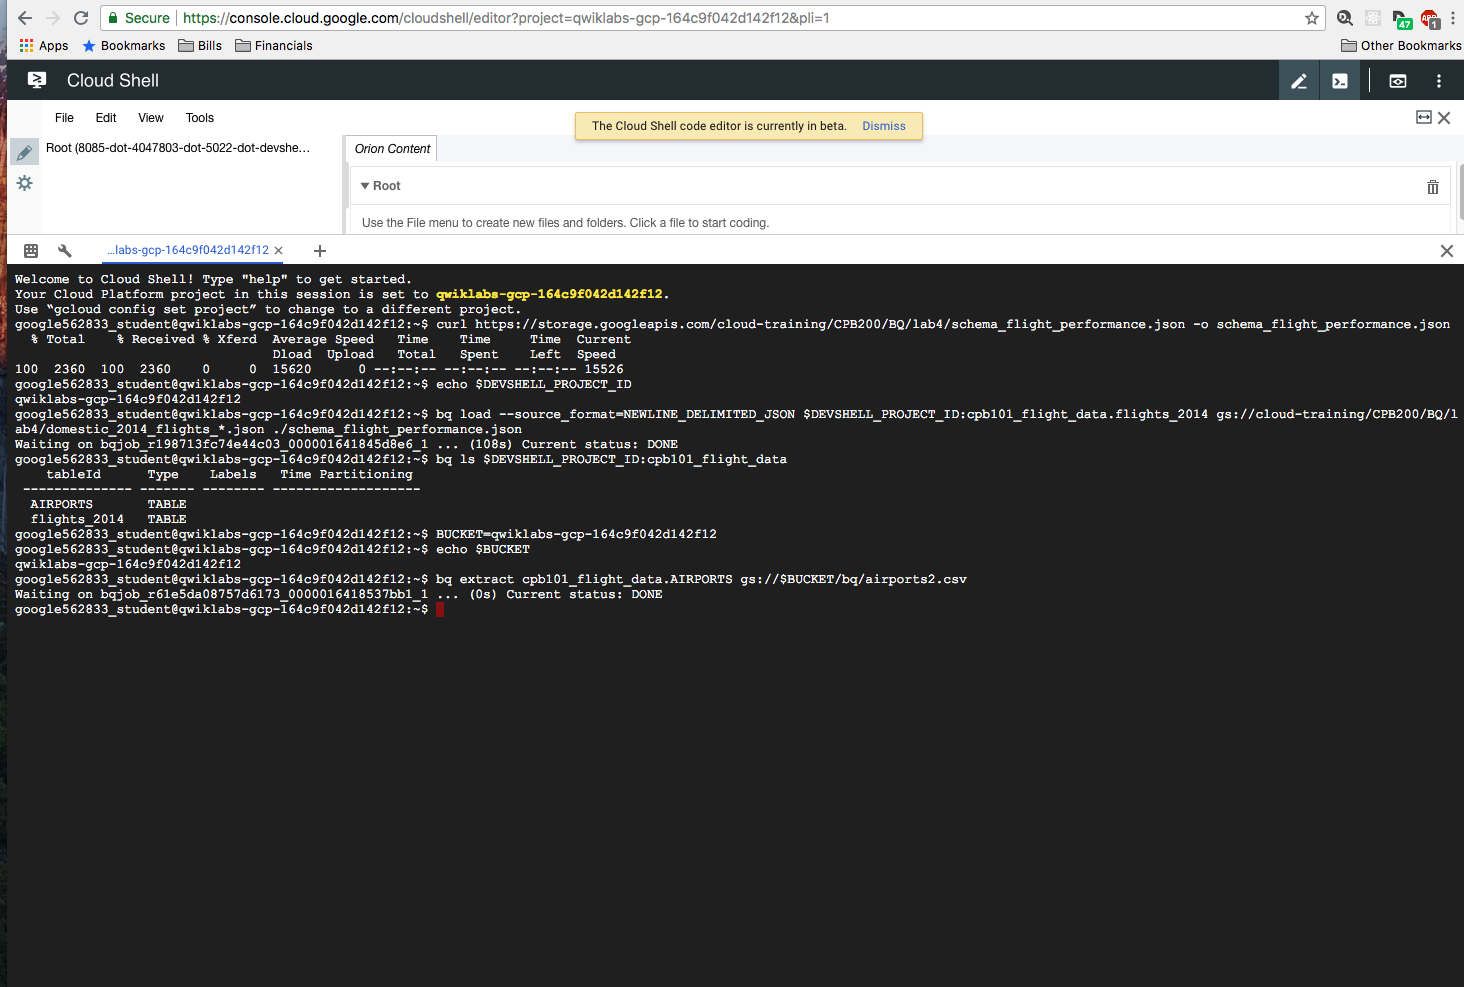 Secure https://console.cloud.google.com/cloudshell/editor?project=qwiklabs-gcp-164c9f042d142f12&pli=1
47
1
Apps Bookmarks Bills Financials Other Bookmarks
Cloud Shell
File Edit View Tools
The Cloud Shell code editor is currently in beta. Dismiss
Root (8085-dot-4047803-dot-5022-dot-devshe...
Orion Content
Root
Use the File menu to create new files and folders. Click a file to start coding.
...labs-gcp-164c9f042d142f12
Welcome to Cloud Shell! Type "help" to get started.
Your Cloud Platform project in this session is set to qwiklabs-gcp-164c9f042d142f12.
Use “gcloud config set project” to change to a different project.
google562833_student@qwiklabs-gcp-164c9f042d142f12:~$ curl https://storage.googleapis.com/cloud-training/CPB200/BQ/lab4/schema_flight_performance.json -o schema_flight_performance.json
% Total % Received % Xferd Average Speed Time Time Time Current
Dload Upload Total Spent Left Speed
100 2360 100 2360 0 0 15620 0 --:--:-- --:--:-- --:--:-- 15526
google562833_student@qwiklabs-gcp-164c9f042d142f12:~$ echo $DEVSHELL_PROJECT_ID
qwiklabs-gcp-164c9f042d142f12
google562833_student@qwiklabs-gcp-164c9f042d142f12:~$ bq load --source_format=NEWLINE_DELIMITED_JSON $DEVSHELL_PROJECT_ID:cpb101_flight_data.flights_2014 gs://cloud-training/CPB200/BQ/l
ab4/domestic_2014_flights_*.json ./schema_flight_performance.json
Waiting on bqjob_r198713fc74e44c03_000001641845d8e6_1 ... (108s) Current status: DONE
google562833_student@qwiklabs-gcp-164c9f042d142f12:~$ bq ls $DEVSHELL_PROJECT_ID:cpb101_flight_data
tableId Type Labels Time Partitioning
-------------- ------- -------- -------------------
AIRPORTS TABLE
flights_2014 TABLE
google562833_student@qwiklabs-gcp-164c9f042d142f12:~$ BUCKET=qwiklabs-gcp-164c9f042d142f12
google562833_student@qwiklabs-gcp-164c9f042d142f12:~$ echo $BUCKET
qwiklabs-gcp-164c9f042d142f12
google562833_student@qwiklabs-gcp-164c9f042d142f12:~$ bq extract cpb101_flight_data.AIRPORTS gs://$BUCKET/bq/airports2.csv
Waiting on bqjob_r61e5da08757d6173_0000016418537bb1_1 ... (0s) Current status: DONE
google562833_student@qwiklabs-gcp-164c9f042d142f12:~$